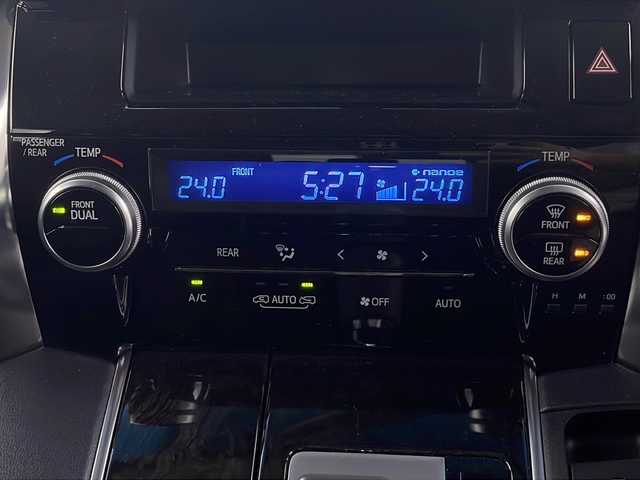 PASSENGER
/ REAR
TEMP
TEMP
FRONT
nanoe
24.0
5:27
24.0
FRONT
DUAL
FRONT
REAR
REAR
A/C
AUTO
OFF
AUTO
H M :00